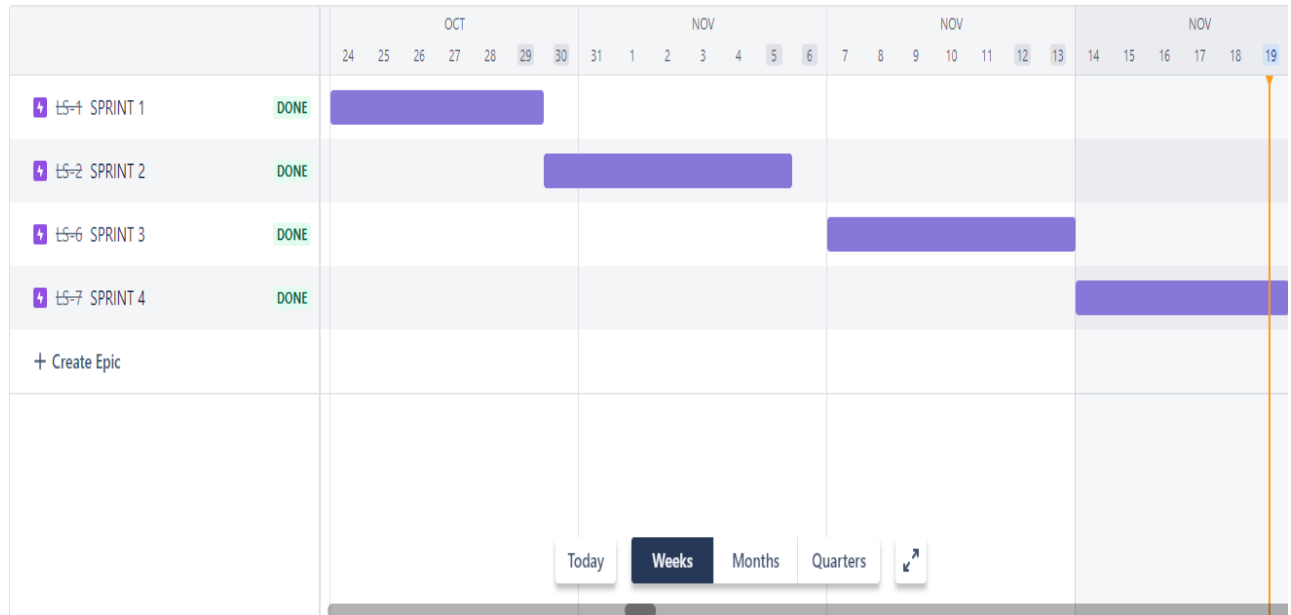 OCT NOV NOV NOV
24 25 26 27 28 29 30 31 1 2 3 4 5 6 7 8 9 10 11 12 13 14 15 16 17 18 19
LS-1 SPRINT 1 DONE
LS-2 SPRINT 2 DONE
LS-6 SPRINT 3 DONE
LS-7 SPRINT 4 DONE
+ Create Epic
Today Weeks Months Quarters